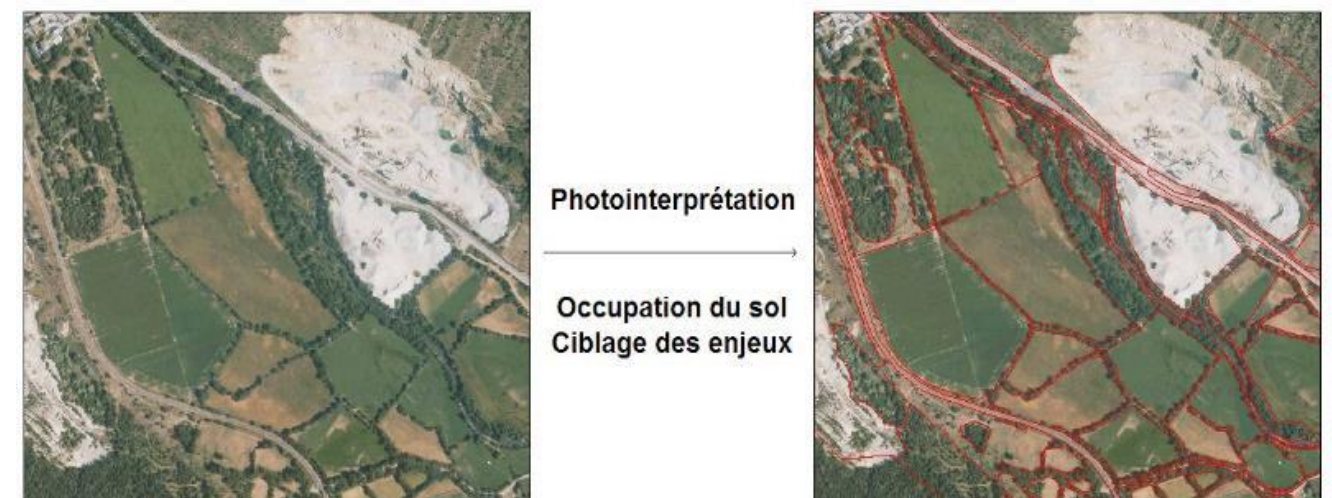 Photointerprétation
Occupation du sol
Ciblage des enjeux